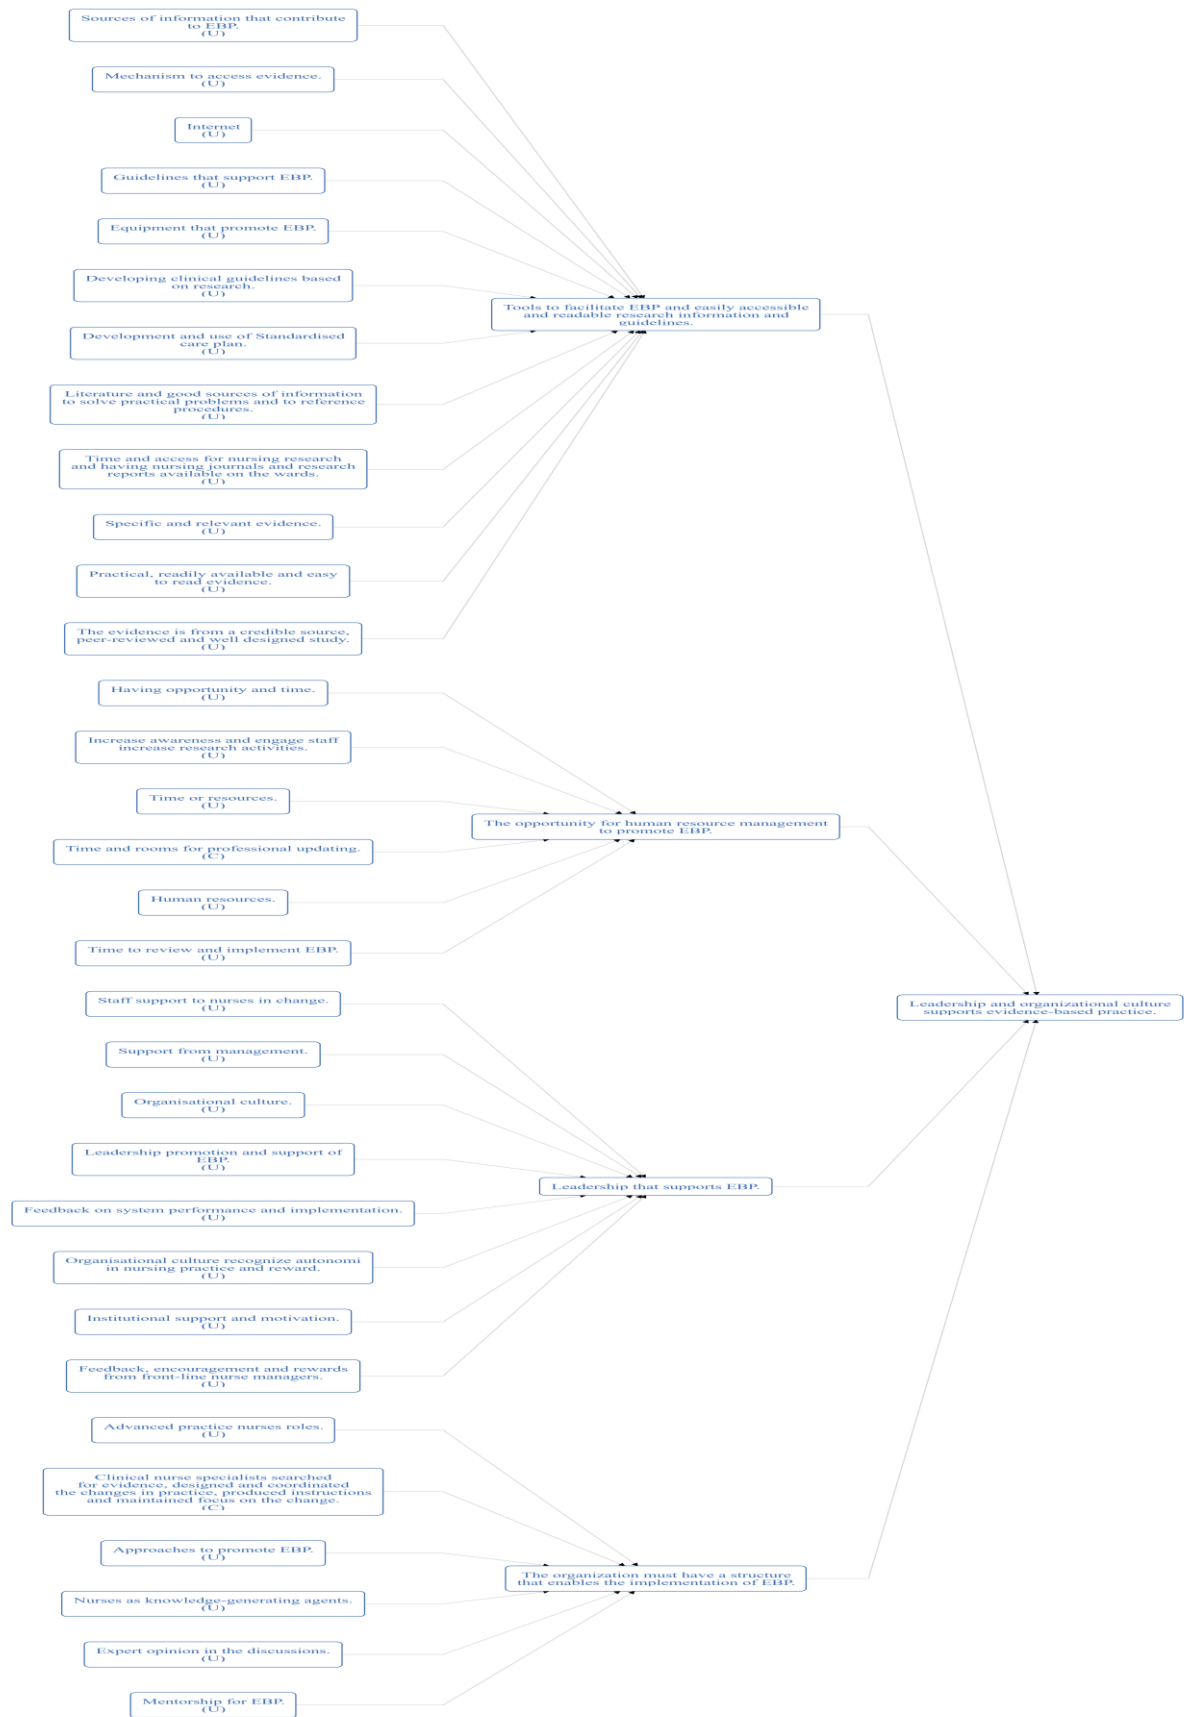 Sources of information that contribute
to EBP.
(U)
Mechanism to access evidence.
(U)
Internet
(U)
Guidelines that support EBP.
(U)
Equipment that promote EBP.
(U)
Developing clinical guidelines based
on research.
(U)
Development and use of Standardised
care plan.
(U)
Literature and good sources of information
to solve practical problems and to reference
procedures.
(U)
Time and access for nursing research
and having nursing journals and research
reports available on the wards.
(U)
Specific and relevant evidence.
(U)
Practical, readily available and easy
to read evidence.
(U)
The evidence is from a credible source,
peer-reviewed and well designed study.
(U)
Having opportunity and time.
(U)
Increase awareness and engage staff
increase research activities.
(U)
Time or resources.
(U)
Time and rooms for professional updating.
(C)
Human resources.
(U)
Time to review and implement EBP.
(U)
Staff support to nurses in change.
(U)
Support from management.
(U)
Organisational culture.
(U)
Leadership promotion and support of
EBP.
(U)
Feedback on system performance and implementation.
(U)
Organisational culture recognize autonomi
in nursing practice and reward.
(U)
Institutional support and motivation.
(U)
Feedback, encouragement and rewards
from front-line nurse managers.
(U)
Advanced practice nurses roles.
(U)
Clinical nurse specialists searched
for evidence, designed and coordinated
the changes in practice, produced instructions
and maintained focus on the change.
(C)
Approaches to promote EBP.
(U)
Nurses as knowledge-generating agents.
(U)
Expert opinion in the discussions.
(U)
Mentorship for EBP.
(U)
Tools to facilitate EBP and easily accessible
and readable research information and
guidelines.
The opportunity for human resource management
to promote EBP.
Leadership that supports EBP.
The organization must have a structure
that enables the implementation of EBP.
Leadership and organizational culture
supports evidence-based practice.